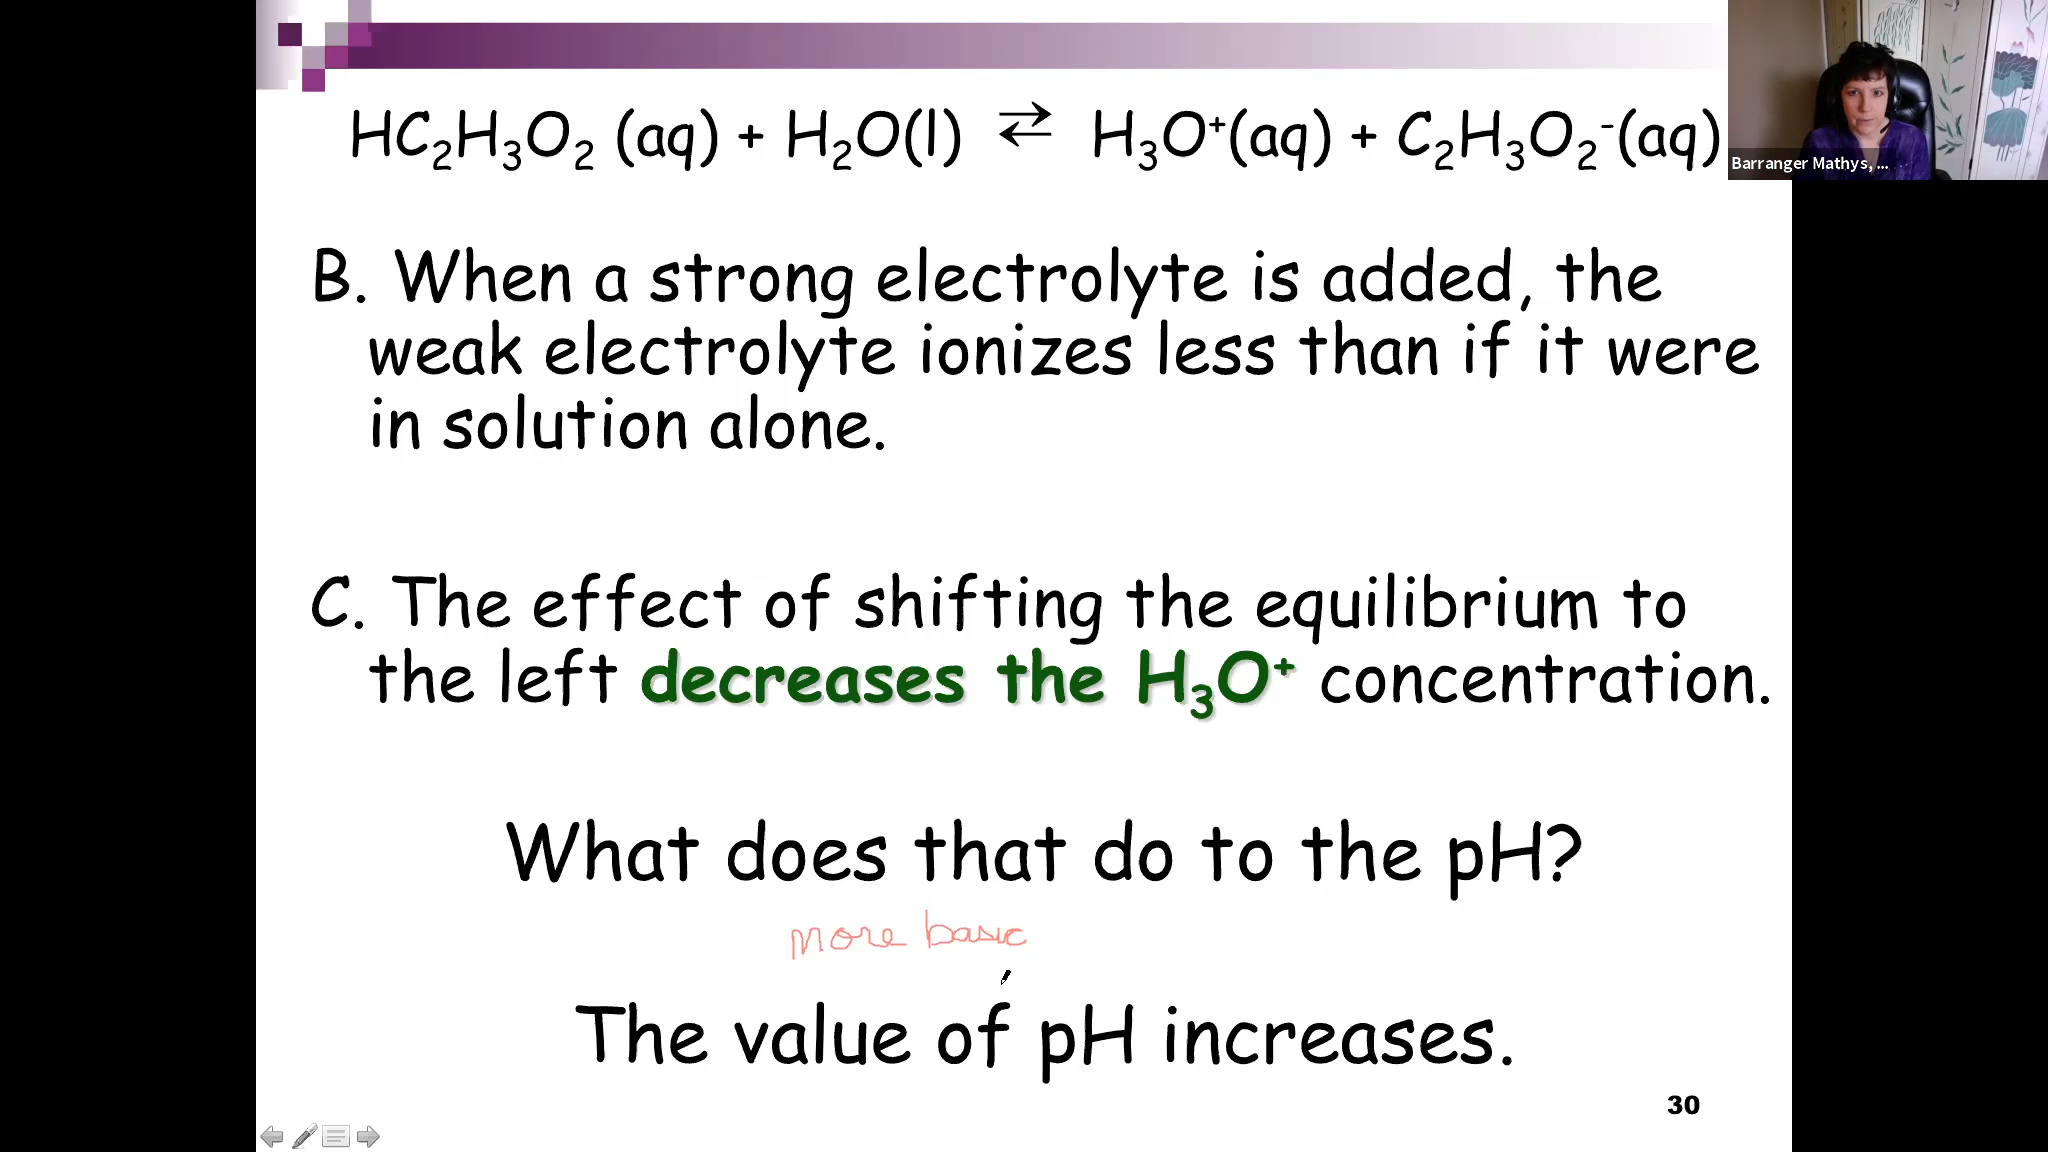 HC₂H₃O₂ (aq) + H₂O(l) ⇄ H₃O⁺(aq) + C₂H₃O₂⁻(aq)
Barranger Mathys, ...
B. When a strong electrolyte is added, the
weak electrolyte ionizes less than if it were
in solution alone.
C. The effect of shifting the equilibrium to
the left decreases the H₃O⁺ concentration.
What does that do to the pH?
more basic
The value of pH increases.
30